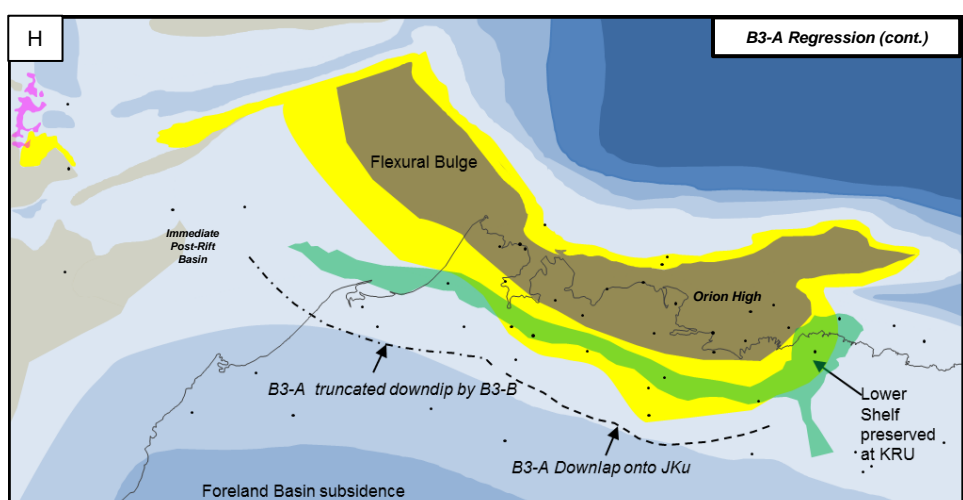 H
B3-A Regression (cont.)
Flexural Bulge
Immediate
Post-Rift
Basin
Orion High
B3-A truncated downdip by B3-B
Lower
Shelf
preserved
at KRU
B3-A Downlap onto JKu
Foreland Basin subsidence